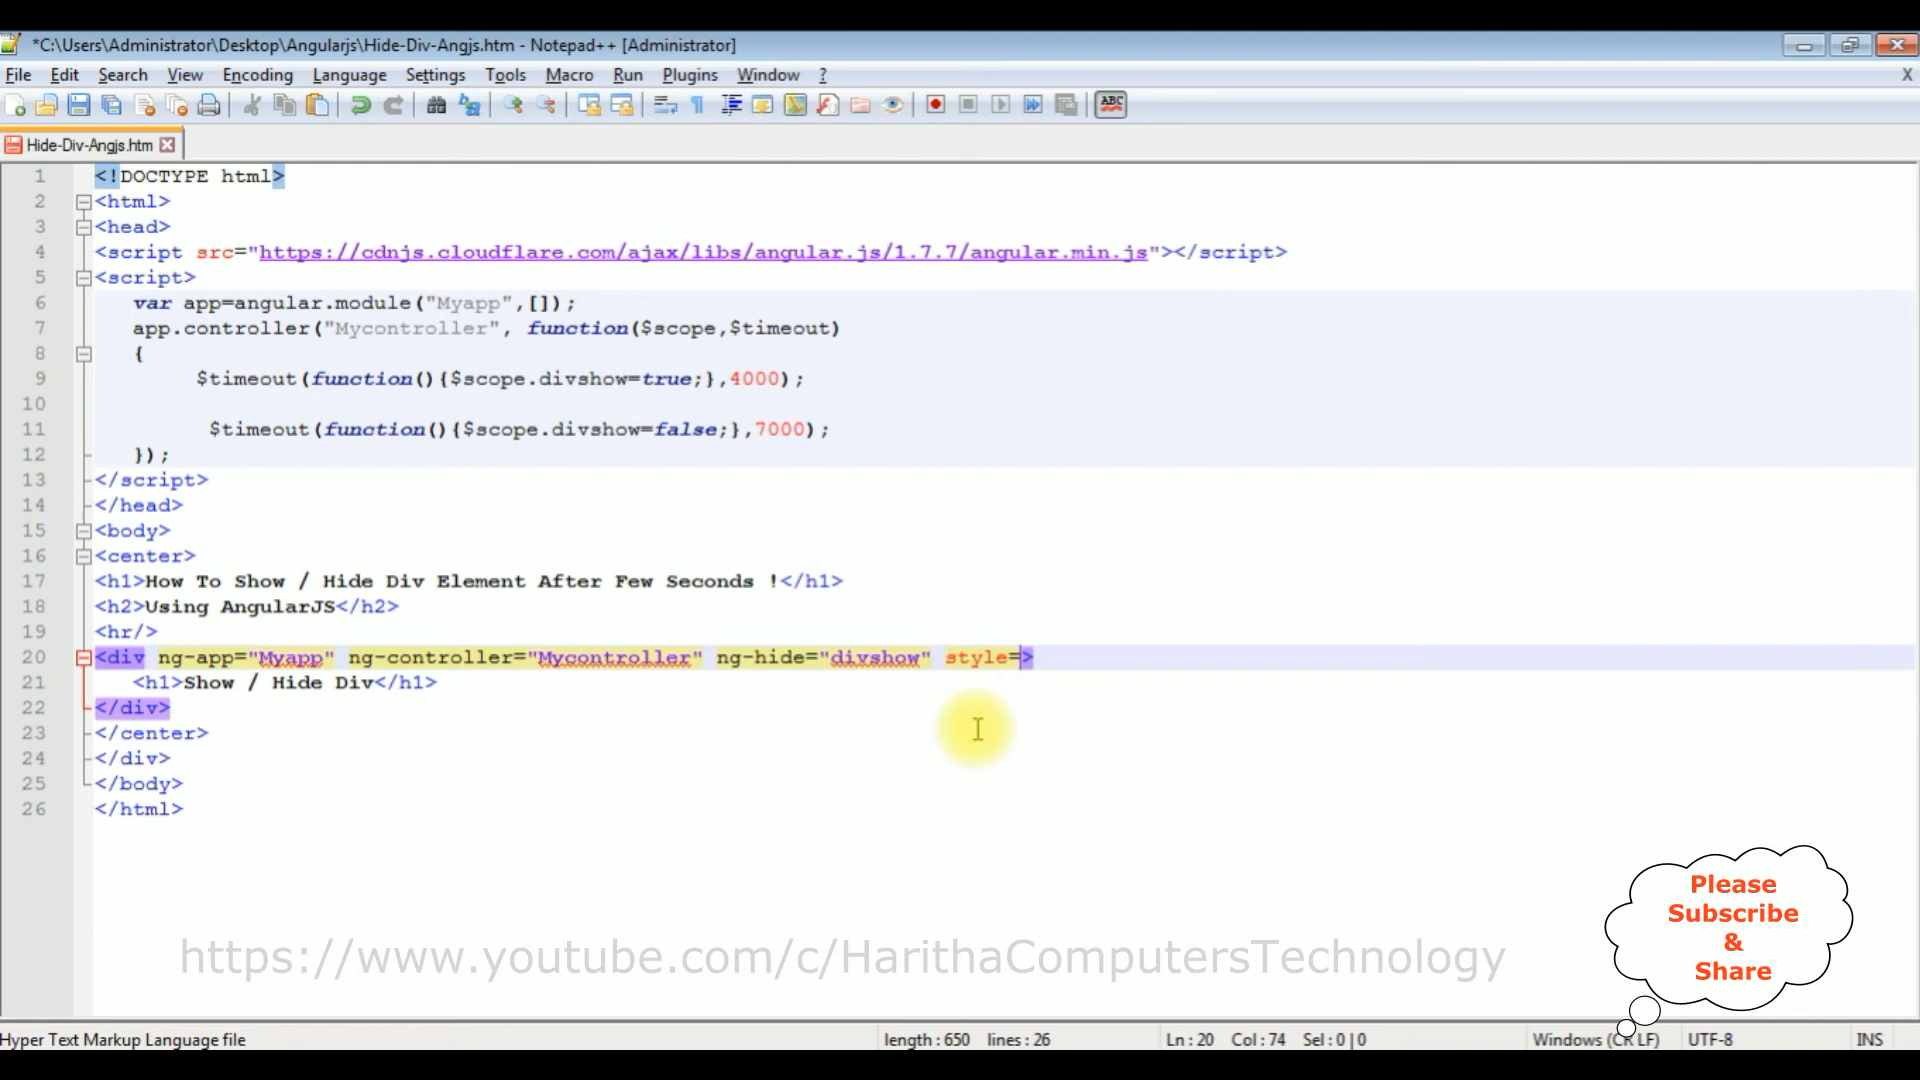 *C:\Users\Administrator\Desktop\Angularjs\Hide-Div-Angjs.htm - Notepad++ [Administrator]
File Edit Search View Encoding Language Settings Tools Macro Run Plugins Window ? X
ABC
Hide-Div-Angjs.htm
1 <!DOCTYPE html>
2 <html>
3 <head>
4 <script src="https://cdnjs.cloudflare.com/ajax/libs/angular.js/1.7.7/angular.min.js"></script>
5 <script>
6 var app=angular.module("Myapp",[]);
7 app.controller("Mycontroller", function($scope,$timeout)
8 {
9 $timeout(function(){$scope.divshow=true;},4000);
10
11 $timeout(function(){$scope.divshow=false;},7000);
12 });
13 </script>
14 </head>
15 <body>
16 <center>
17 <h1>How To Show / Hide Div Element After Few Seconds !</h1>
18 <h2>Using AngularJS</h2>
19 <hr/>
20 <div ng-app="Myapp" ng-controller="Mycontroller" ng-hide="divshow" style=>
21 <h1>Show / Hide Div</h1>
22 </div>
23 </center>
24 </div>
25 </body>
26 </html>
Please
Subscribe
&
Share
https://www.youtube.com/c/HarithaComputersTechnology
Hyper Text Markup Language file length : 650 lines : 26 Ln : 20 Col : 74 Sel : 0 | 0 Windows (CR LF) UTF-8 INS